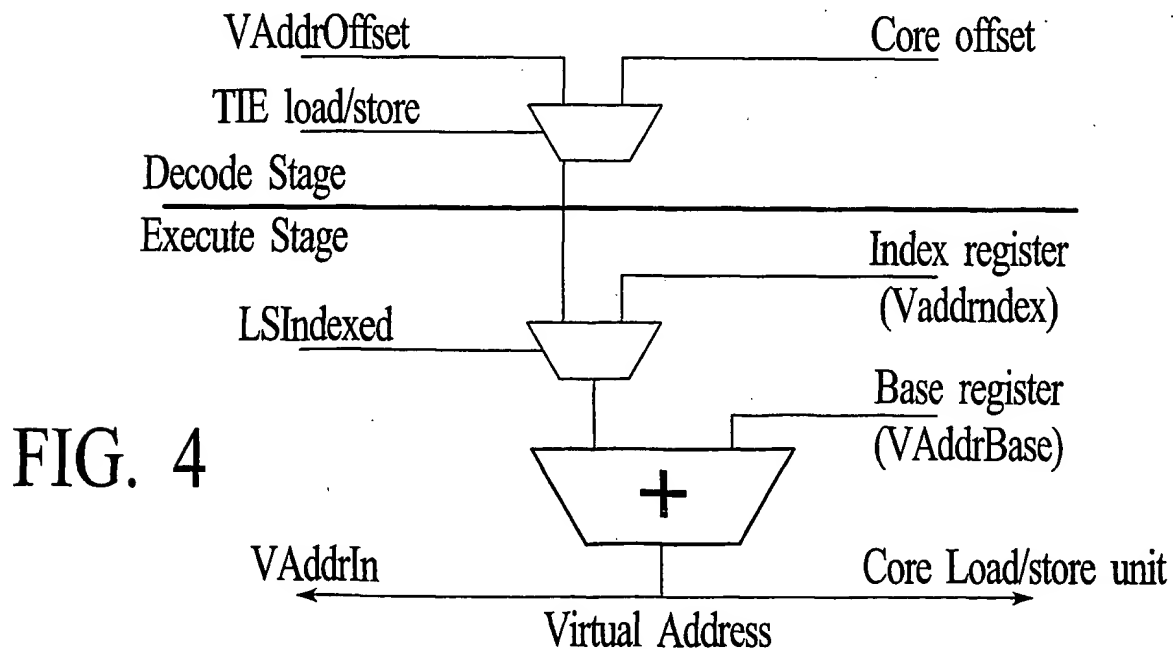 VAddrOffset
Core offset
TIE load/store
Decode Stage
Execute Stage
Index register
(Vaddrndex)
LSIndexed
Base register
(VAddrBase)
FIG. 4
+
VAddrIn
Core Load/store unit
Virtual Address